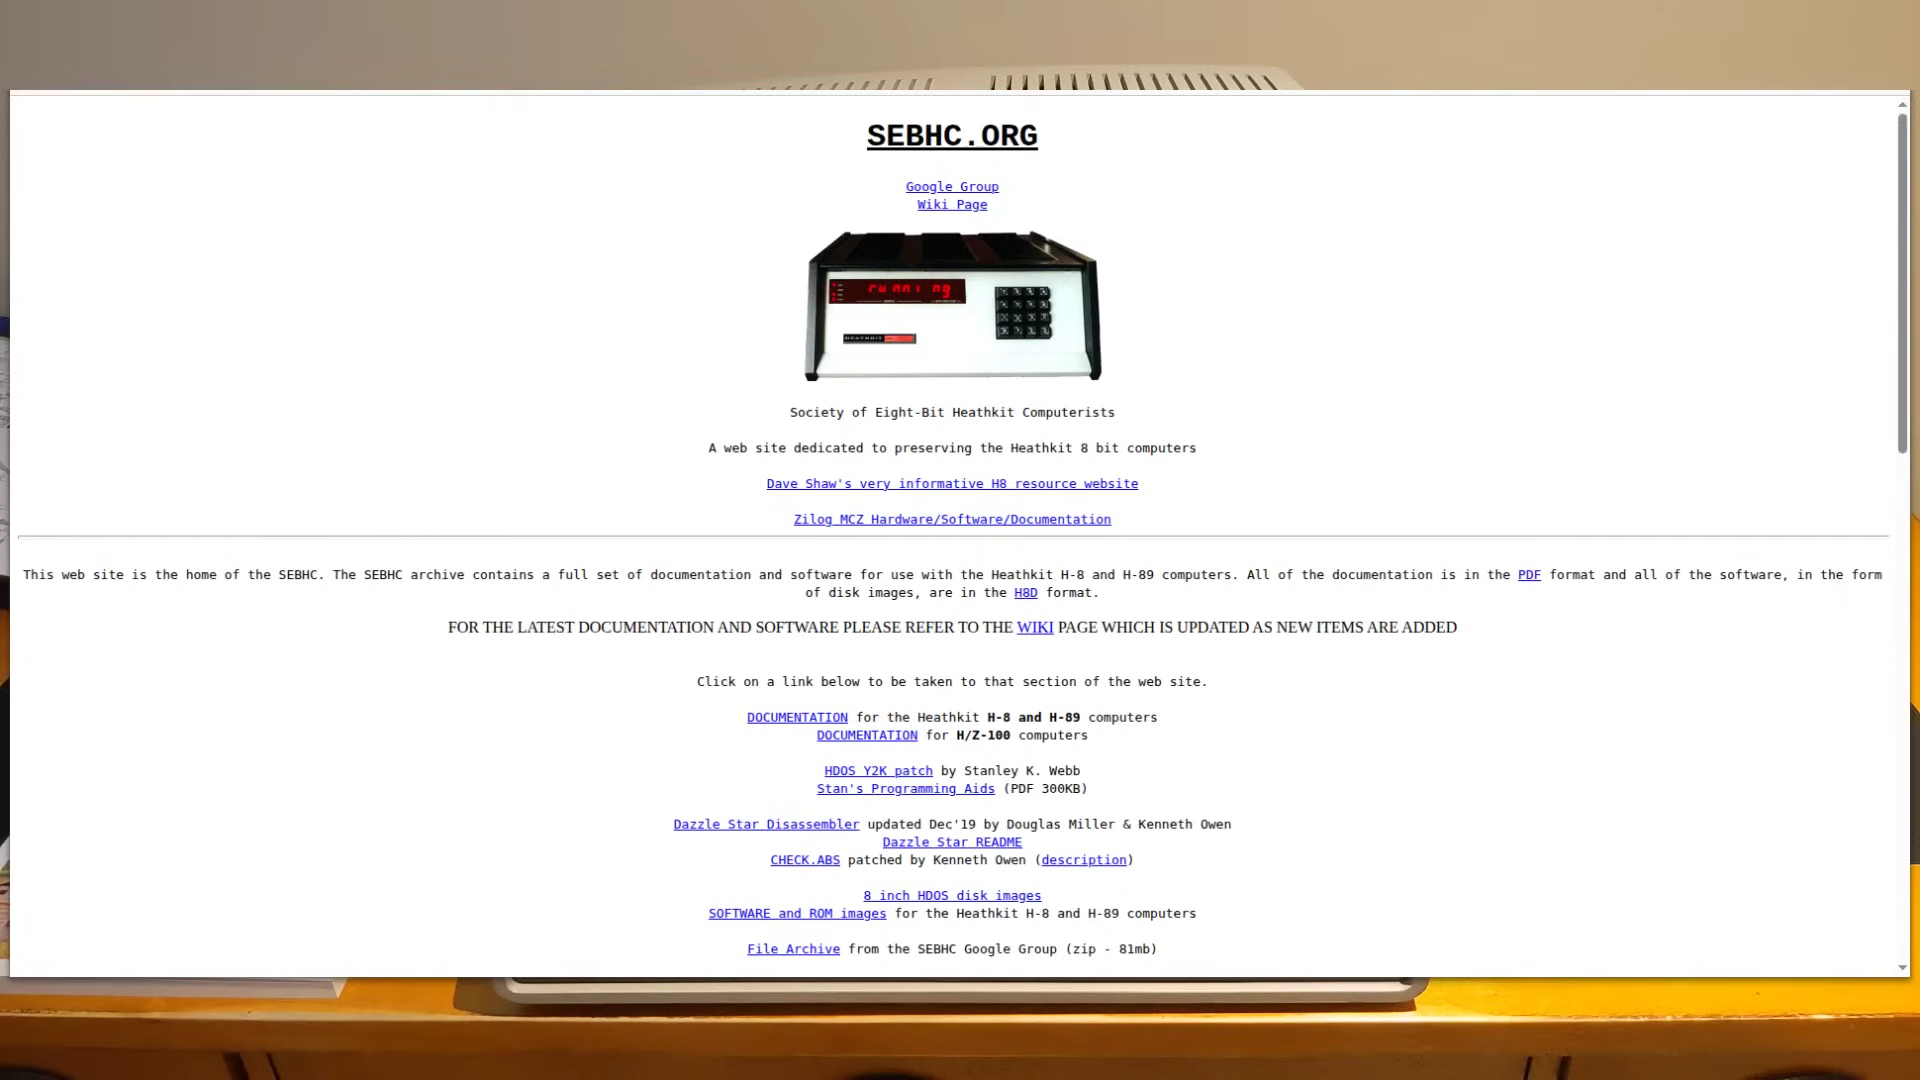 SEBHC.ORG
Google Group
Wiki Page
running
HEATHKIT
Society of Eight-Bit Heathkit Computerists
A web site dedicated to preserving the Heathkit 8 bit computers
Dave Shaw's very informative H8 resource website
Zilog MCZ Hardware/Software/Documentation
This web site is the home of the SEBHC. The SEBHC archive contains a full set of documentation and software for use with the Heathkit H-8 and H-89 computers. All of the documentation is in the PDF format and all of the software, in the form
of disk images, are in the H8D format.
FOR THE LATEST DOCUMENTATION AND SOFTWARE PLEASE REFER TO THE WIKI PAGE WHICH IS UPDATED AS NEW ITEMS ARE ADDED
Click on a link below to be taken to that section of the web site.
DOCUMENTATION for the Heathkit H-8 and H-89 computers
DOCUMENTATION for H/Z-100 computers
HDOS Y2K patch by Stanley K. Webb
Stan's Programming Aids (PDF 300KB)
Dazzle Star Disassembler updated Dec'19 by Douglas Miller & Kenneth Owen
Dazzle Star README
CHECK.ABS patched by Kenneth Owen (description)
8 inch HDOS disk images
SOFTWARE and ROM images for the Heathkit H-8 and H-89 computers
File Archive from the SEBHC Google Group (zip - 81mb)